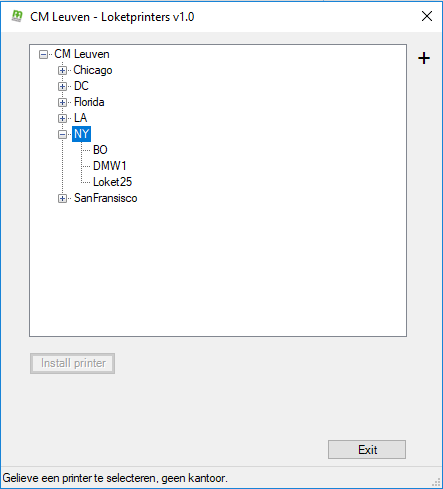 CM Leuven - Loketprinters v1.0
CM Leuven
Chicago
DC
Florida
LA
NY
BO
DMW1
Loket25
SanFransisco
Install printer
Exit
Gelieve een printer te selecteren, geen kantoor.